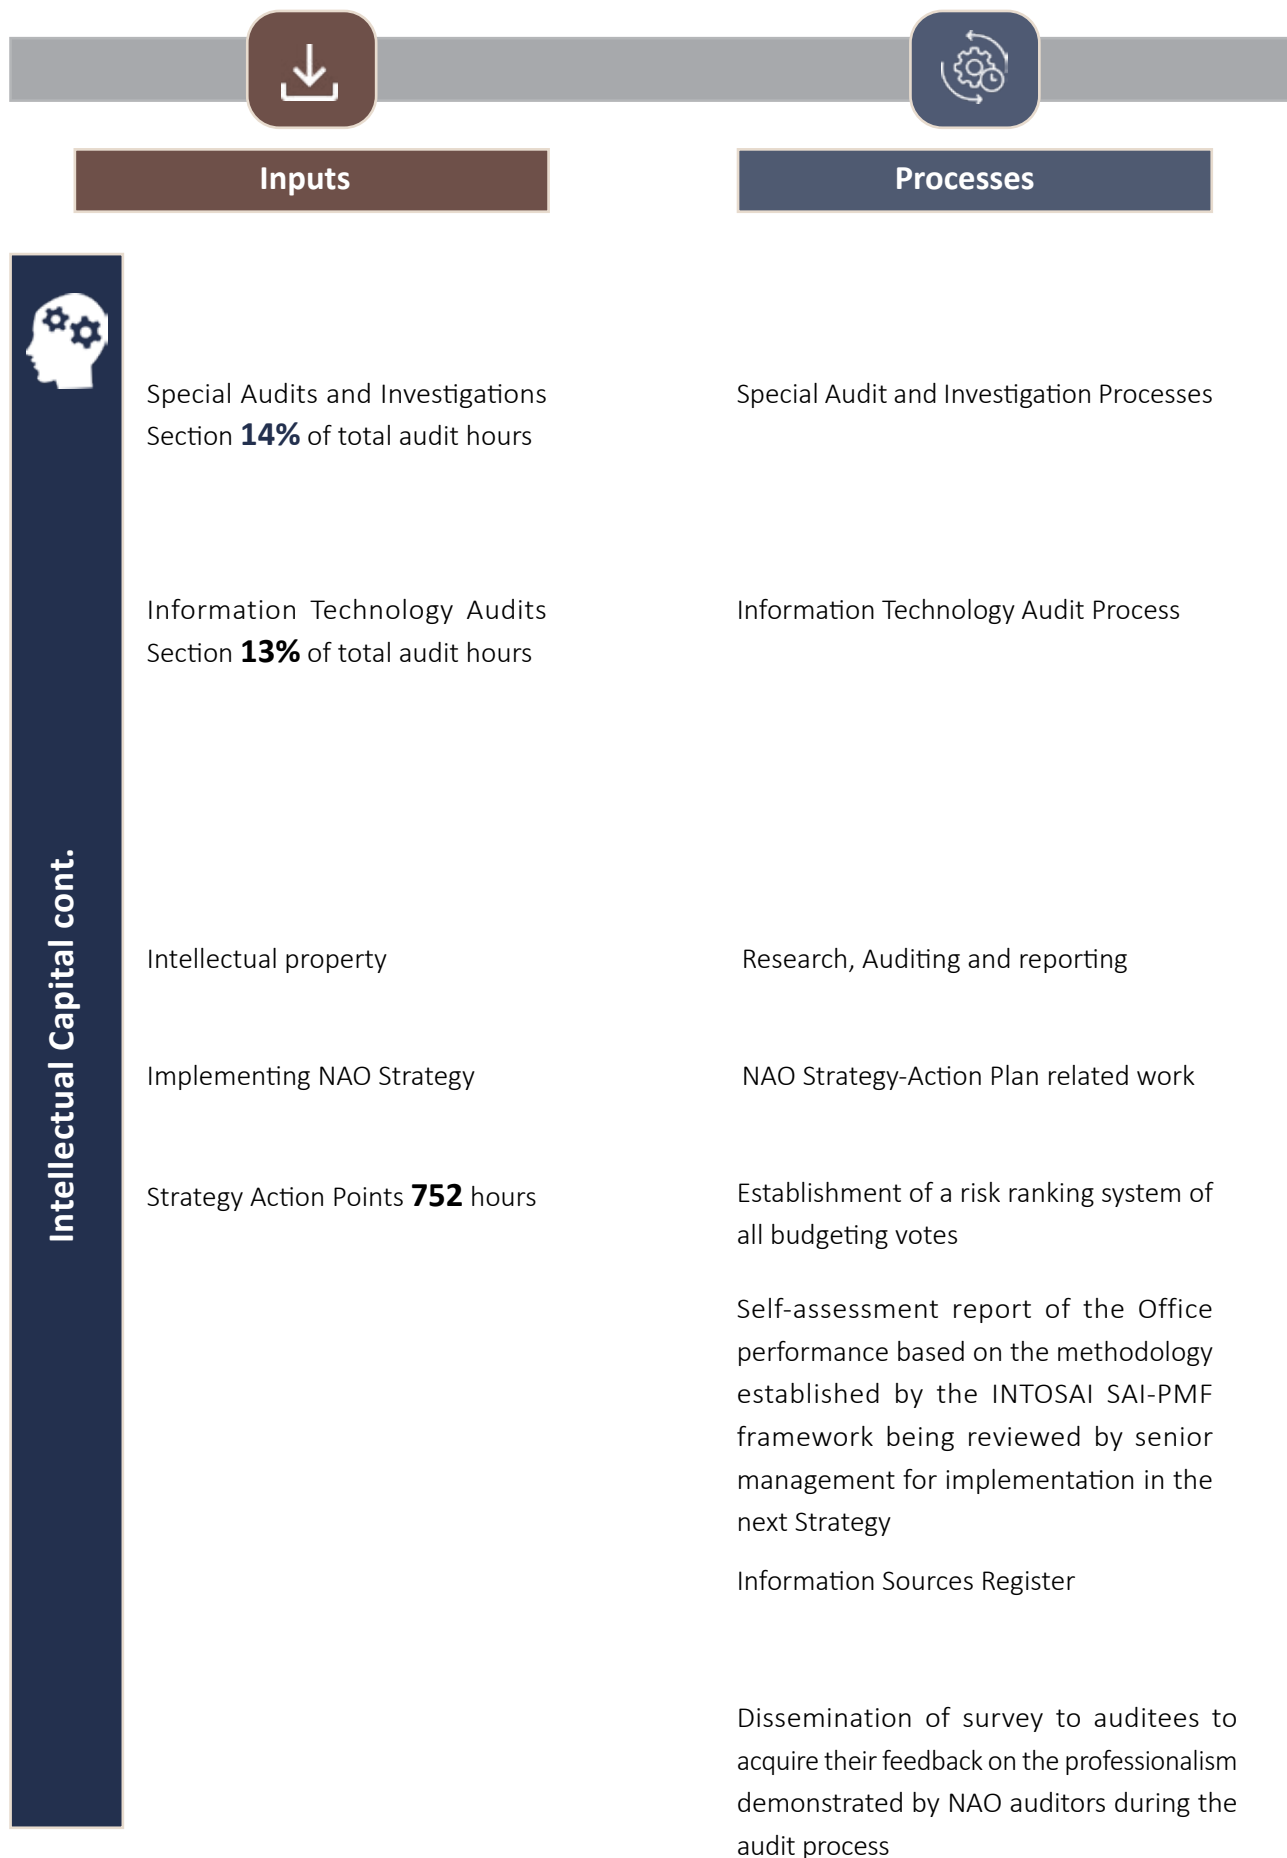 Inputs
Processes
Intellectual Capital cont.
Special Audits and Investigations
Section 14% of total audit hours
Special Audit and Investigation Processes
Information Technology Audits
Section 13% of total audit hours
Information Technology Audit Process
Intellectual property
Research, Auditing and reporting
Implementing NAO Strategy
NAO Strategy-Action Plan related work
Strategy Action Points 752 hours
Establishment of a risk ranking system of
all budgeting votes
Self-assessment report of the Office
performance based on the methodology
established by the INTOSAI SAI-PMF
framework being reviewed by senior
management for implementation in the
next Strategy
Information Sources Register
Dissemination of survey to auditees to
acquire their feedback on the professionalism
demonstrated by NAO auditors during the
audit process